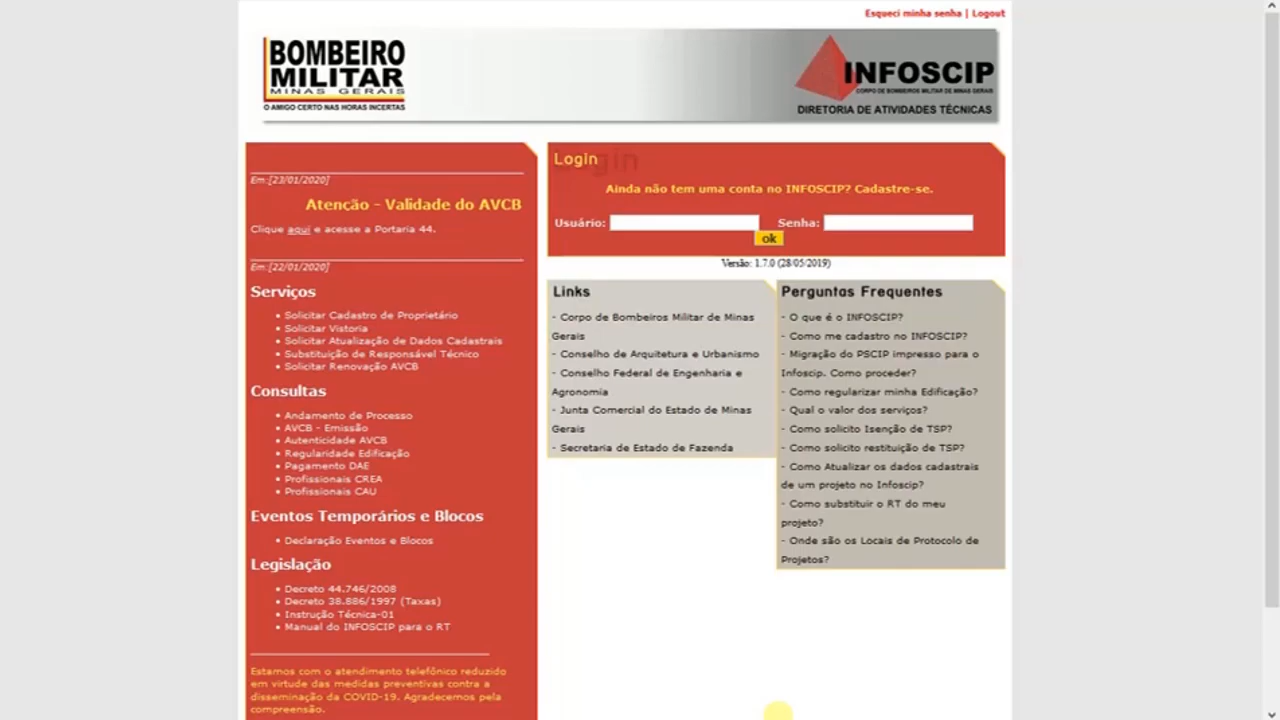 Esqueci minha senha | Logout
BOMBEIRO
MILITAR
MINAS GERAIS
O AMIGO CERTO NAS HORAS INCERTAS
INFOSCIP
CORPO DE BOMBEIROS MILITAR DE MINAS GERAIS
DIRETORIA DE ATIVIDADES TÉCNICAS
Em:[23/01/2020]
Atenção - Validade do AVCB
Clique aqui e acesse a Portaria 44.
Em:[22/01/2020]
Serviços
• Solicitar Cadastro de Proprietário
• Solicitar Vistoria
• Solicitar Atualização de Dados Cadastrais
• Substituição de Responsável Técnico
• Solicitar Renovação AVCB
Consultas
• Andamento de Processo
• AVCB - Emissão
• Autenticidade AVCB
• Regularidade Edificação
• Pagamento DAE
• Profissionais CREA
• Profissionais CAU
Eventos Temporários e Blocos
• Declaração Eventos e Blocos
Legislação
• Decreto 44.746/2008
• Decreto 38.886/1997 (Taxas)
• Instrução Técnica-01
• Manual do INFOSCIP para o RT
Estamos com o atendimento telefônico reduzido
em virtude das medidas preventivas contra a
disseminação da COVID-19. Agradecemos pela
compreensão.
Login
Ainda não tem uma conta no INFOSCIP? Cadastre-se.
Usuário: Senha:
ok
Versão: 1.7.0 (28/05/2019)
Links
- Corpo de Bombeiros Militar de Minas
Gerais
- Conselho de Arquitetura e Urbanismo
- Conselho Federal de Engenharia e
Agronomia
- Junta Comercial do Estado de Minas
Gerais
- Secretaria de Estado de Fazenda
Perguntas Frequentes
- O que é o INFOSCIP?
- Como me cadastro no INFOSCIP?
- Migração do PSCIP impresso para o
Infoscip. Como proceder?
- Como regularizar minha Edificação?
- Qual o valor dos serviços?
- Como solicito Isenção de TSP?
- Como solicito restituição de TSP?
- Como Atualizar os dados cadastrais
de um projeto no Infoscip?
- Como substituir o RT do meu
projeto?
- Onde são os Locais de Protocolo de
Projetos?